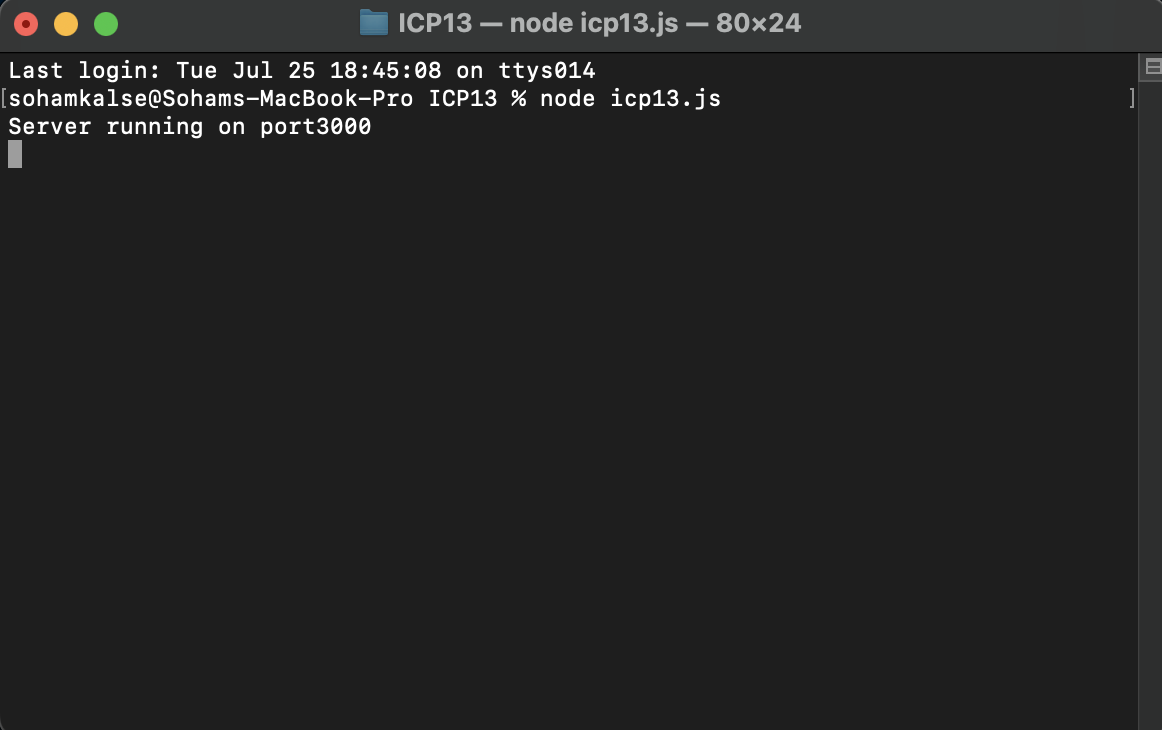 ICP13 — node icp13.js — 80×24
Last login: Tue Jul 25 18:45:08 on ttys014
[sohamkalse@Sohams-MacBook-Pro ICP13 % node icp13.js ]
Server running on port3000